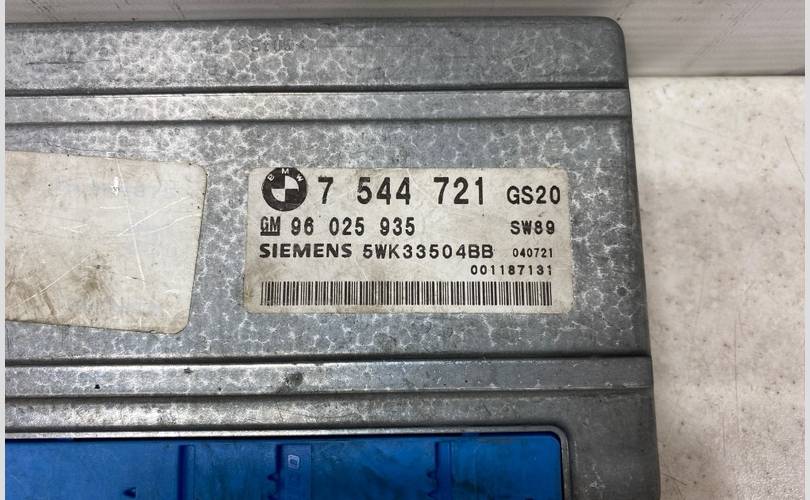 BMW 7 544 721 GS20
GM 96 025 935 SW89
SIEMENS 5WK33504BB 040721
001187131